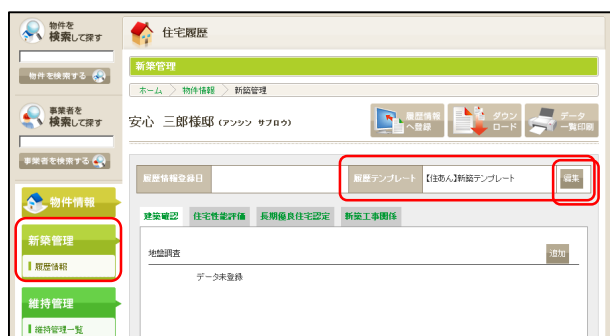 物件を
検索して探す
物件を検索する
事業者を
検索して探す
事業者を検索する
物件情報
新築管理
履歴情報
維持管理
維持管理一覧
住宅履歴
新築管理
ホーム > 物件情報 > 新築管理
安心 三郎様邸 (アンシン サブロウ)
履歴情報
へ登録
ダウン
ロード
データ
一覧印刷
履歴情報登録日
履歴テンプレート
【住あん】新築テンプレート
編集
建築確認
住宅性能評価
長期優良住宅認定
新築工事関係
地盤調査
追加
データ未登録